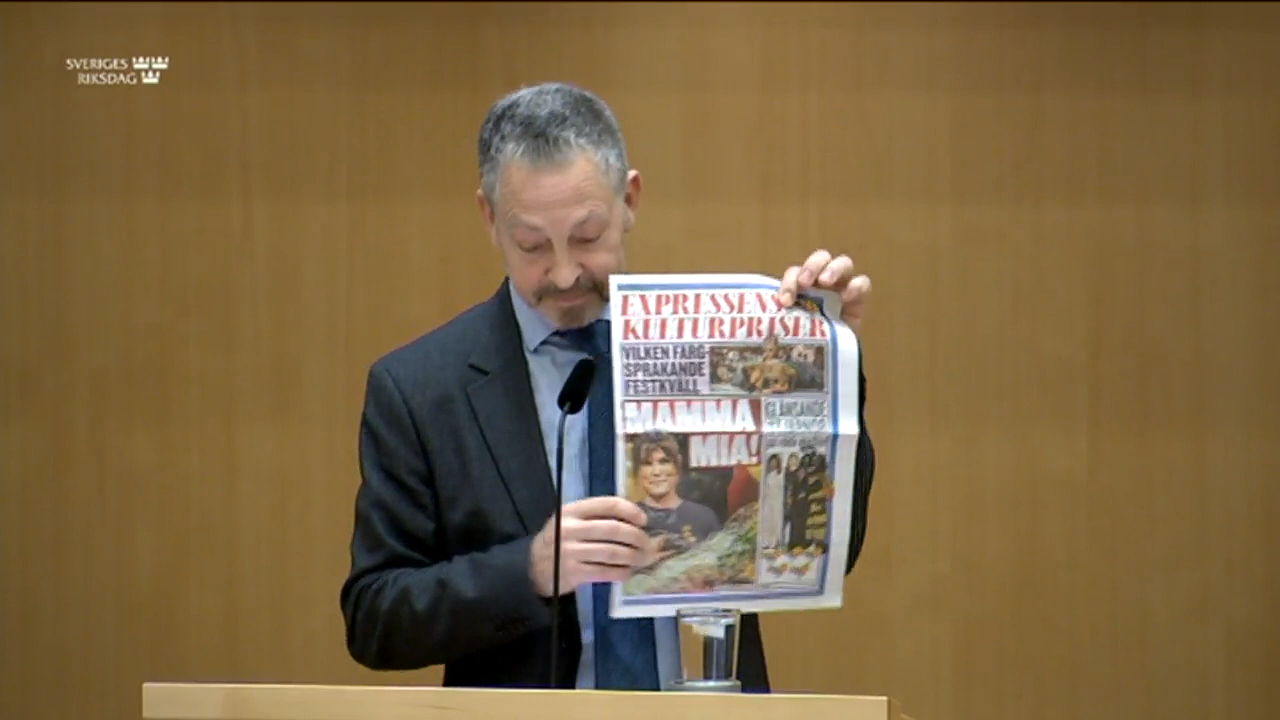 SVERIGES
RIKSDAG
EXPRESSENS
KULTURPRISER
VILKEN FÄRG-
SPRAKANDE
FESTKVÄLL
MAMMA
MIA!
GLÄNSANDE